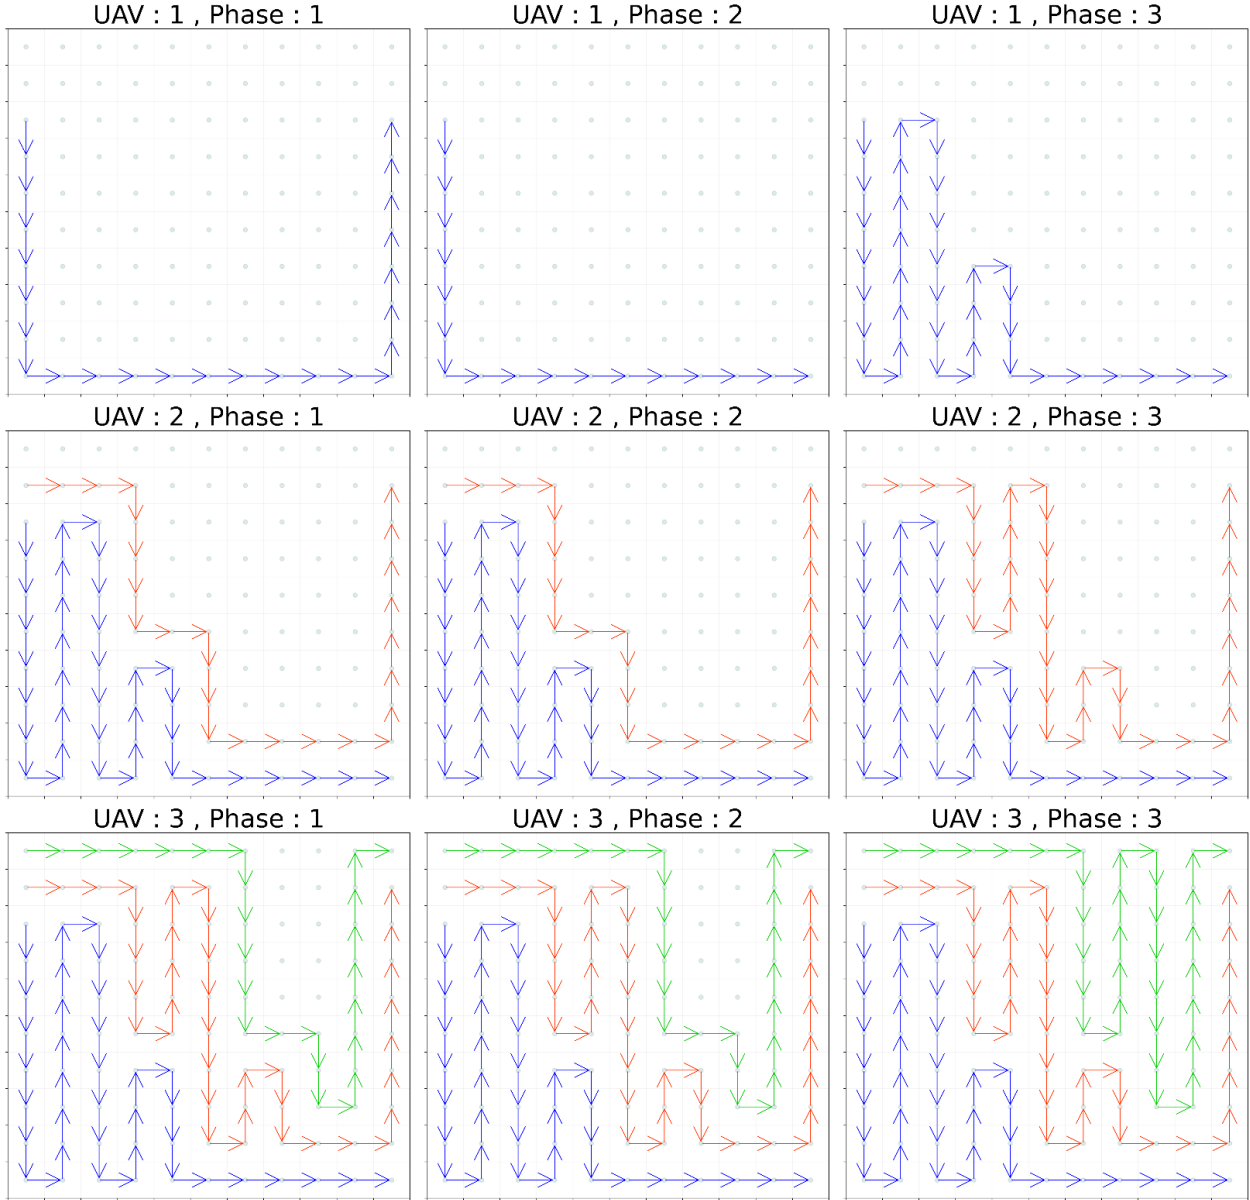 UAV : 1 , Phase : 1
UAV : 1 , Phase : 2
UAV : 1 , Phase : 3
UAV : 2 , Phase : 1
UAV : 2 , Phase : 2
UAV : 2 , Phase : 3
UAV : 3 , Phase : 1
UAV : 3 , Phase : 2
UAV : 3 , Phase : 3